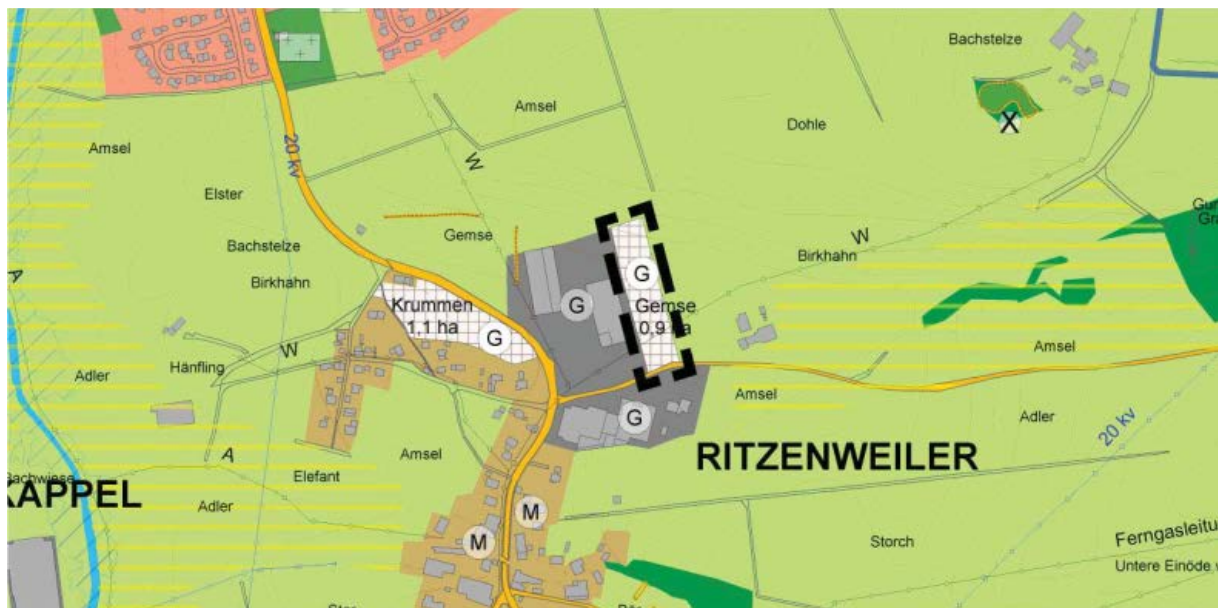 Bachstelze
Amsel
X
Dohle
20 kv
Amsel
W
Elster
Gemse
W
Bachstelze
Birkhahn
Birkhahn
G
A
Krummen
1,1 ha
G
G
Gemse
0,9 ha
W
Amsel
Hänfling
Adler
Amsel
G
Adler
20 kv
RITZENWEILER
A
Amsel
Elefant
Bachwiese
KAPPEL
Adler
M
M
Storch
Ferngasleitu
Untere Einöde